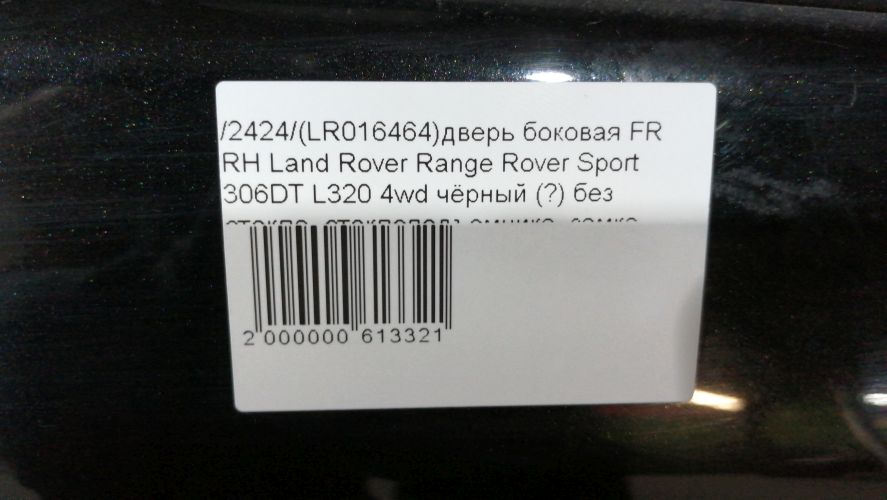 /2424/(LR016464)дверь боковая FR
RH Land Rover Range Rover Sport
306DT L320 4wd чёрный (?) без
2 000000 613321